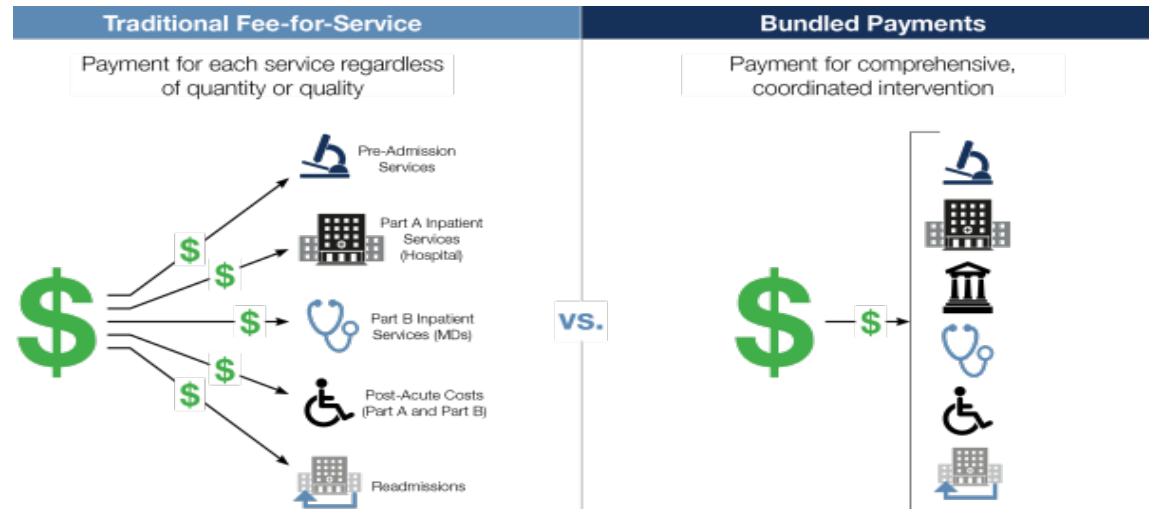 Traditional Fee-for-Service
Bundled Payments
Payment for each service regardless
of quantity or quality
Payment for comprehensive,
coordinated intervention
Pre-Admission
Services
$
Part A Inpatient
Services
(Hospital)
$
$
$
Part B Inpatient
Services (MDs)
vs.
$
$
$
Post-Acute Costs
(Part A and Part B)
$
$
Readmissions